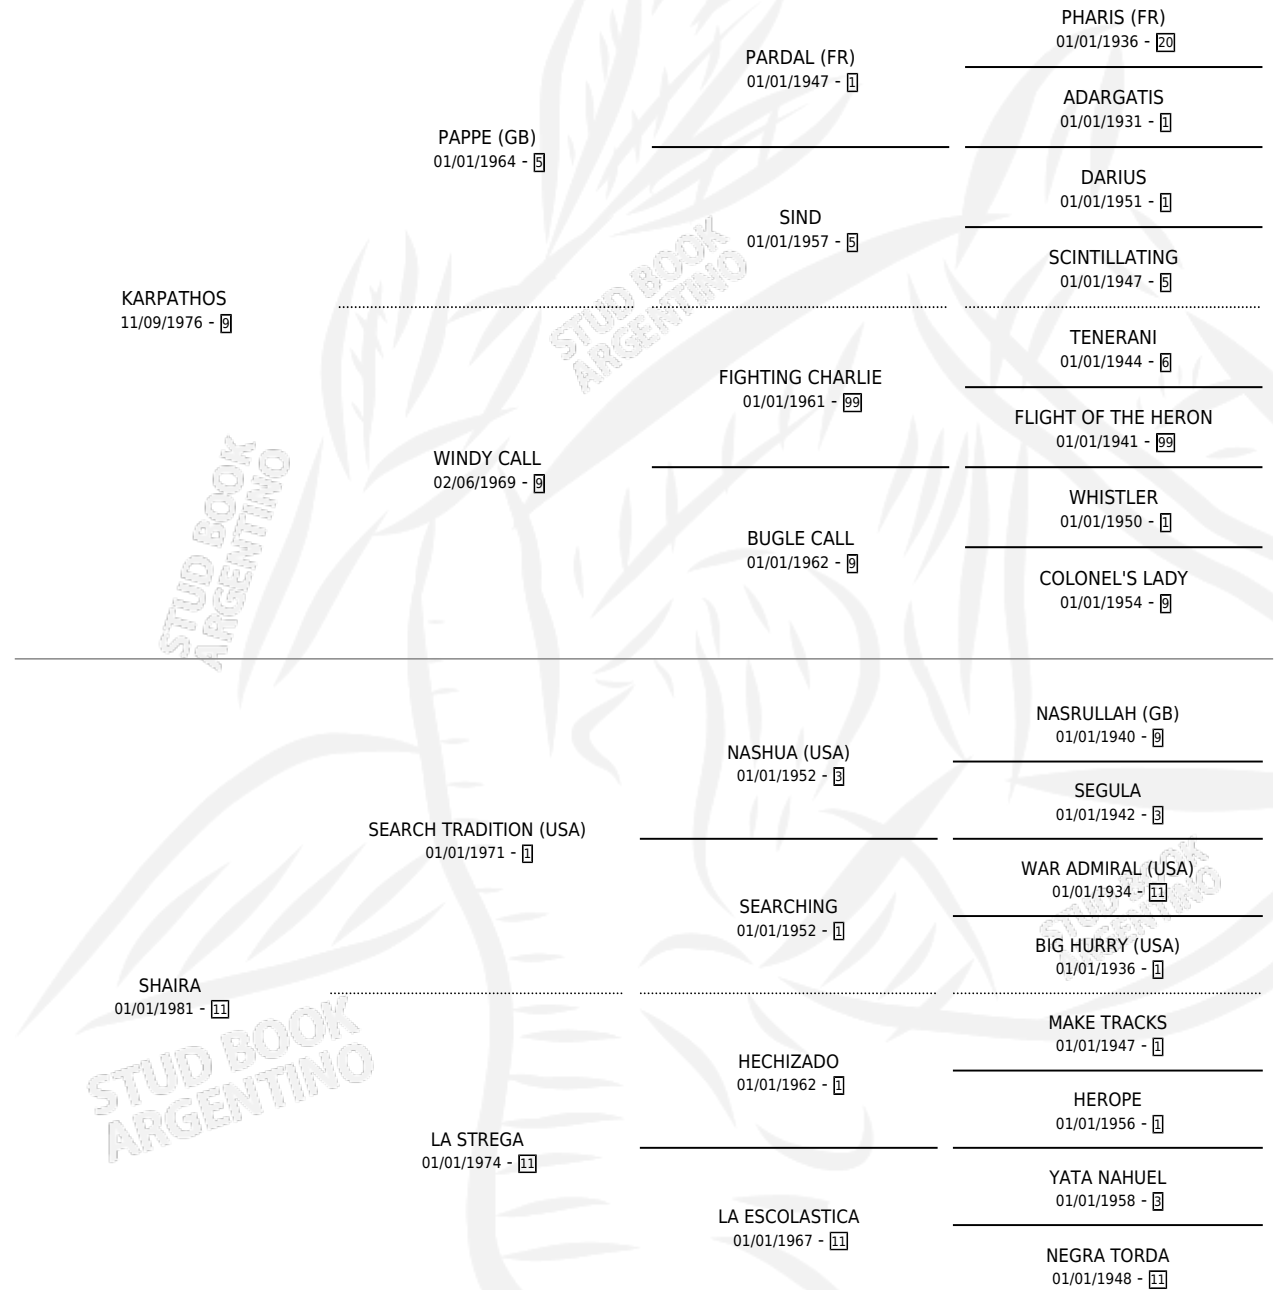 PHARIS (FR)
01/01/1936 - 20
PARDAL (FR)
01/01/1947 - 1
ADARGATIS
01/01/1931 - 1
PAPPE (GB)
01/01/1964 - 5
DARIUS
01/01/1951 - 1
SIND
01/01/1957 - 5
SCINTILLATING
01/01/1947 - 5
KARPATHOS
11/09/1976 - 9
TENERANI
01/01/1944 - 6
FIGHTING CHARLIE
01/01/1961 - 99
FLIGHT OF THE HERON
01/01/1941 - 99
WINDY CALL
02/06/1969 - 9
WHISTLER
01/01/1950 - 1
BUGLE CALL
01/01/1962 - 9
COLONEL'S LADY
01/01/1954 - 9
STUD BOOK
ARGENTINO
STUD BOOK
ARGENTINO
NASRULLAH (GB)
01/01/1940 - 9
NASHUA (USA)
01/01/1952 - 3
SEGULA
01/01/1942 - 3
SEARCH TRADITION (USA)
01/01/1971 - 1
WAR ADMIRAL (USA)
01/01/1934 - 11
SEARCHING
01/01/1952 - 1
BIG HURRY (USA)
01/01/1936 - 1
STUD BOOK
ARGENTINO
SHAIRA
01/01/1981 - 11
MAKE TRACKS
01/01/1947 - 1
HECHIZADO
01/01/1962 - 1
HEROPE
01/01/1956 - 1
STUD BOOK
ARGENTINO
LA STREGA
01/01/1974 - 11
YATA NAHUEL
01/01/1958 - 3
LA ESCOLASTICA
01/01/1967 - 11
NEGRA TORDA
01/01/1948 - 11